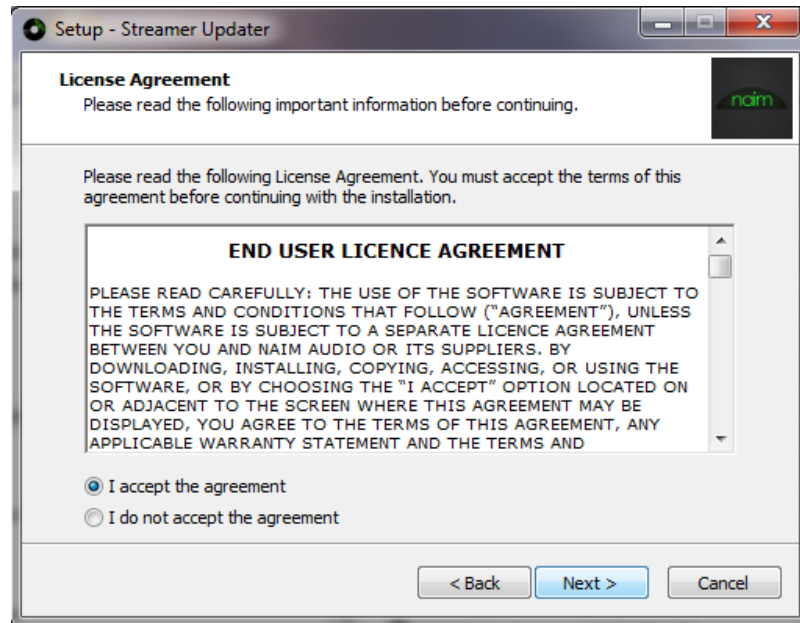 Setup - Streamer Updater
License Agreement
Please read the following important information before continuing.
naim
Please read the following License Agreement. You must accept the terms of this
agreement before continuing with the installation.
END USER LICENCE AGREEMENT
PLEASE READ CAREFULLY: THE USE OF THE SOFTWARE IS SUBJECT TO
THE TERMS AND CONDITIONS THAT FOLLOW (“AGREEMENT”), UNLESS
THE SOFTWARE IS SUBJECT TO A SEPARATE LICENCE AGREEMENT
BETWEEN YOU AND NAIM AUDIO OR ITS SUPPLIERS. BY
DOWNLOADING, INSTALLING, COPYING, ACCESSING, OR USING THE
SOFTWARE, OR BY CHOOSING THE “I ACCEPT” OPTION LOCATED ON
OR ADJACENT TO THE SCREEN WHERE THIS AGREEMENT MAY BE
DISPLAYED, YOU AGREE TO THE TERMS OF THIS AGREEMENT, ANY
APPLICABLE WARRANTY STATEMENT AND THE TERMS AND
I accept the agreement
I do not accept the agreement
< Back Next > Cancel